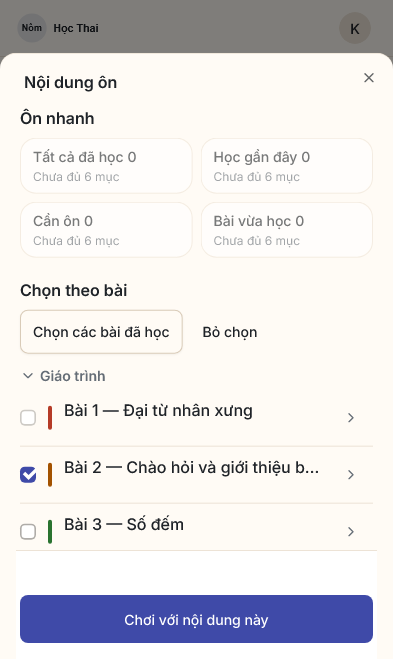 Nôm Học Thai K
Nội dung ôn
Ôn nhanh
Tất cả đã học 0
Chưa đủ 6 mục
Học gần đây 0
Chưa đủ 6 mục
Cần ôn 0
Chưa đủ 6 mục
Bài vừa học 0
Chưa đủ 6 mục
Chọn theo bài
Chọn các bài đã học Bỏ chọn
Giáo trình
Bài 1 — Đại từ nhân xưng
Bài 2 — Chào hỏi và giới thiệu b...
Bài 3 — Số đếm
Chơi với nội dung này